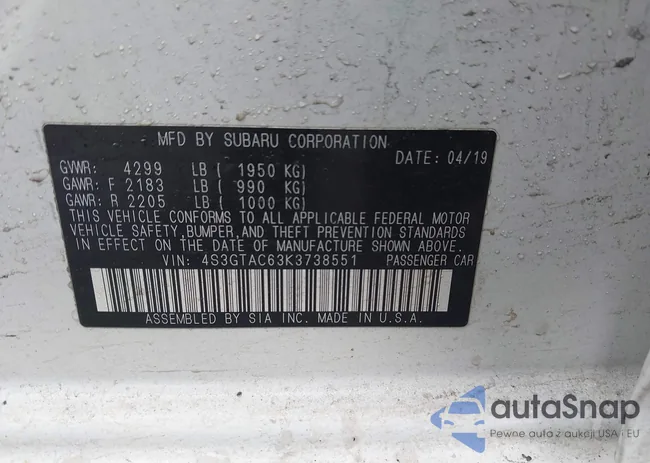 MFD BY SUBARU CORPORATION
DATE: 04/19
GVWR: 4299 LB ( 1950 KG)
GAWR: F 2183 LB ( 990 KG)
GAWR: R 2205 LB ( 1000 KG)
THIS VEHICLE CONFORMS TO ALL APPLICABLE FEDERAL MOTOR
VEHICLE SAFETY, BUMPER, AND THEFT PREVENTION STANDARDS
IN EFFECT ON THE DATE OF MANUFACTURE SHOWN ABOVE.
VIN: 4S3GTAC63K3738551 PASSENGER CAR
ASSEMBLED BY SIA INC. MADE IN U.S.A.
autaSnap
Pewne auta z aukcji USA i EU